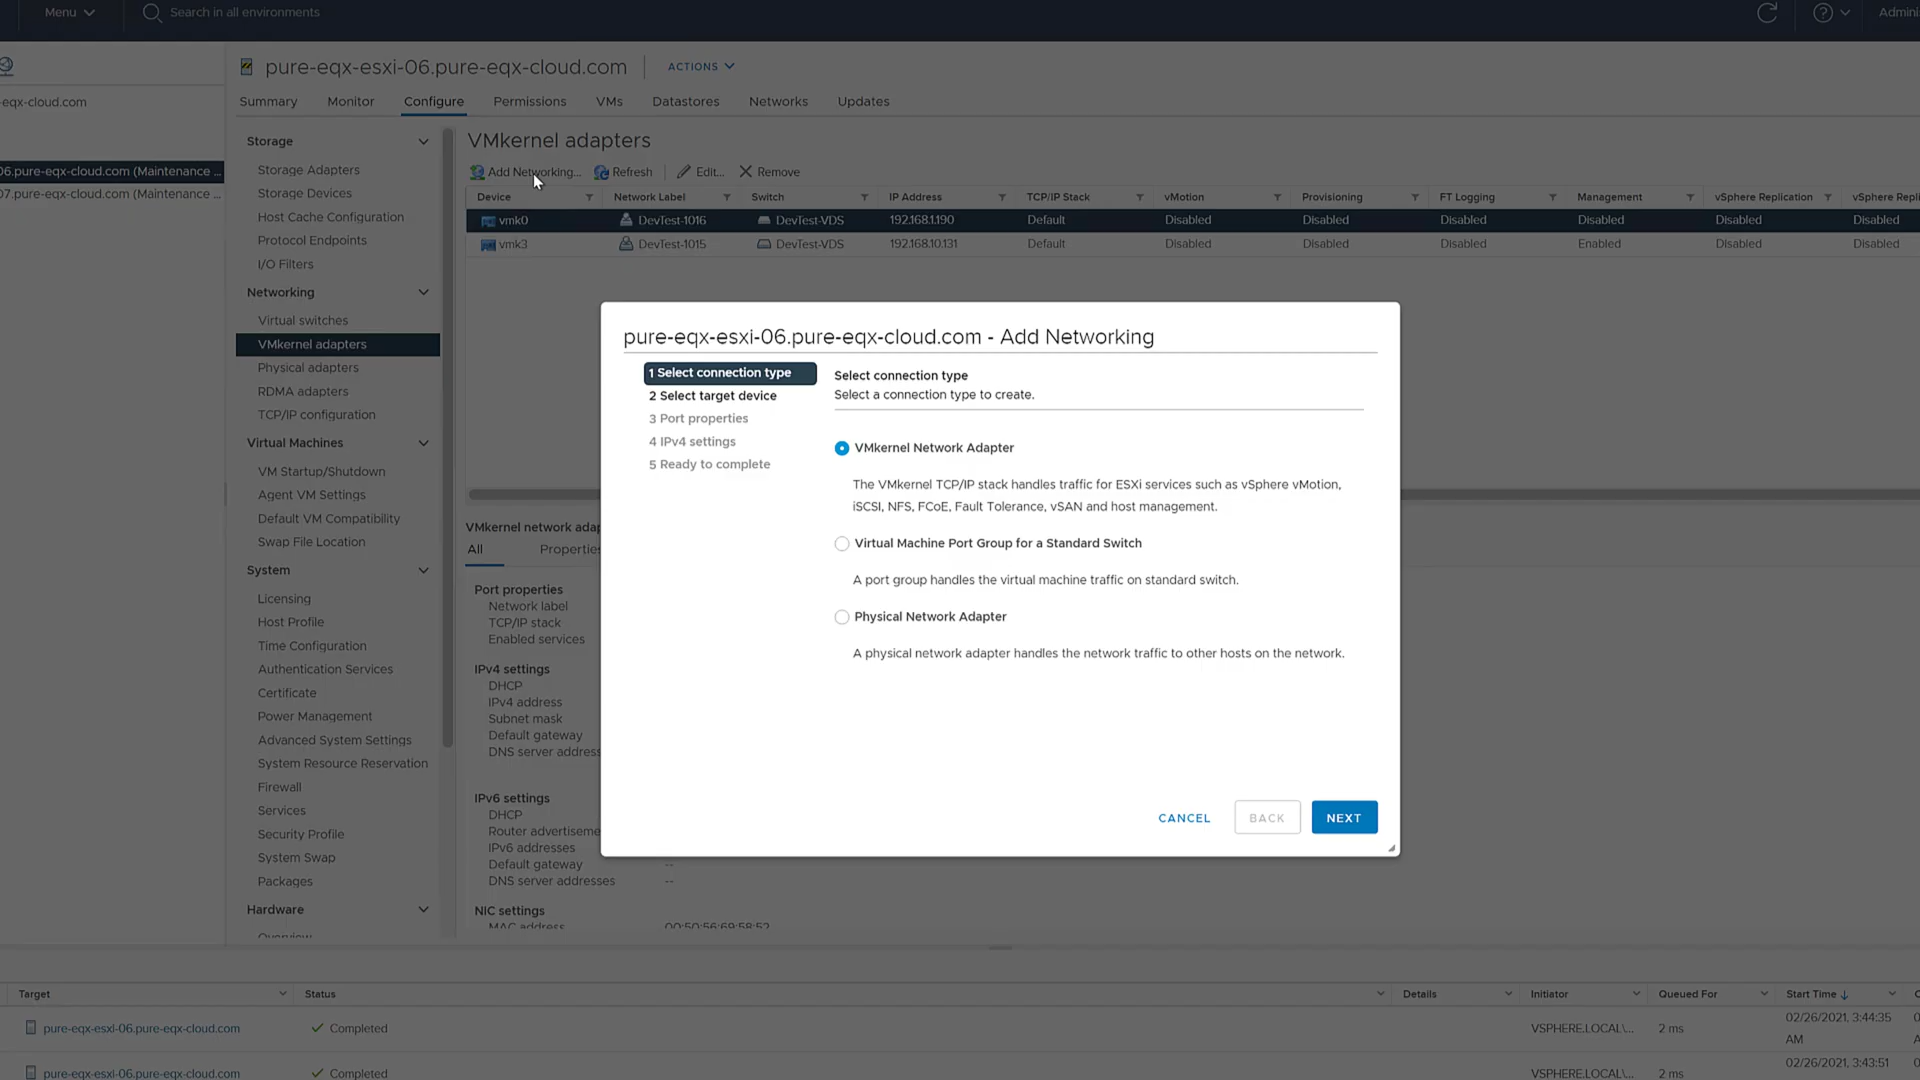 Menu
Search in all environments
Admini
-eqx-cloud.com
06.pure-eqx-cloud.com (Maintenance ...
07.pure-eqx-cloud.com (Maintenance ...
pure-eqx-esxi-06.pure-eqx-cloud.com
ACTIONS
Summary Monitor Configure Permissions VMs Datastores Networks Updates
Storage
Storage Adapters
Storage Devices
Host Cache Configuration
Protocol Endpoints
I/O Filters
Networking
Virtual switches
VMkernel adapters
Physical adapters
RDMA adapters
TCP/IP configuration
Virtual Machines
VM Startup/Shutdown
Agent VM Settings
Default VM Compatibility
Swap File Location
System
Licensing
Host Profile
Time Configuration
Authentication Services
Certificate
Power Management
Advanced System Settings
System Resource Reservation
Firewall
Services
Security Profile
System Swap
Packages
Hardware
Overview
VMkernel adapters
Add Networking... Refresh Edit... Remove
Device Network Label Switch IP Address TCP/IP Stack vMotion Provisioning FT Logging Management vSphere Replication vSphere Repli
vmk0 DevTest-1016 DevTest-VDS 192.168.1.190 Default Disabled Disabled Disabled Disabled Disabled Disabled
vmk3 DevTest-1015 DevTest-VDS 192.168.10.131 Default Disabled Disabled Disabled Enabled Disabled Disabled
VMkernel network adap
All Properties
Port properties
Network label
TCP/IP stack
Enabled services
IPv4 settings
DHCP
IPv4 address
Subnet mask
Default gateway
DNS server address
IPv6 settings
DHCP
Router advertiseme
IPv6 addresses
Default gateway --
DNS server addresses --
NIC settings
MAC address 00:50:56:69:58:52
pure-eqx-esxi-06.pure-eqx-cloud.com - Add Networking
1 Select connection type
2 Select target device
3 Port properties
4 IPv4 settings
5 Ready to complete
Select connection type
Select a connection type to create.
VMkernel Network Adapter
The VMkernel TCP/IP stack handles traffic for ESXi services such as vSphere vMotion,
iSCSI, NFS, FCoE, Fault Tolerance, vSAN and host management.
Virtual Machine Port Group for a Standard Switch
A port group handles the virtual machine traffic on standard switch.
Physical Network Adapter
A physical network adapter handles the network traffic to other hosts on the network.
CANCEL BACK NEXT
Target Status Details Initiator Queued For Start Time
pure-eqx-esxi-06.pure-eqx-cloud.com Completed VSPHERE.LOCAL\... 2 ms 02/26/2021, 3:44:35
AM
pure-eqx-esxi-06.pure-eqx-cloud.com Completed VSPHERE.LOCAL\... 2 ms 02/26/2021, 3:43:51